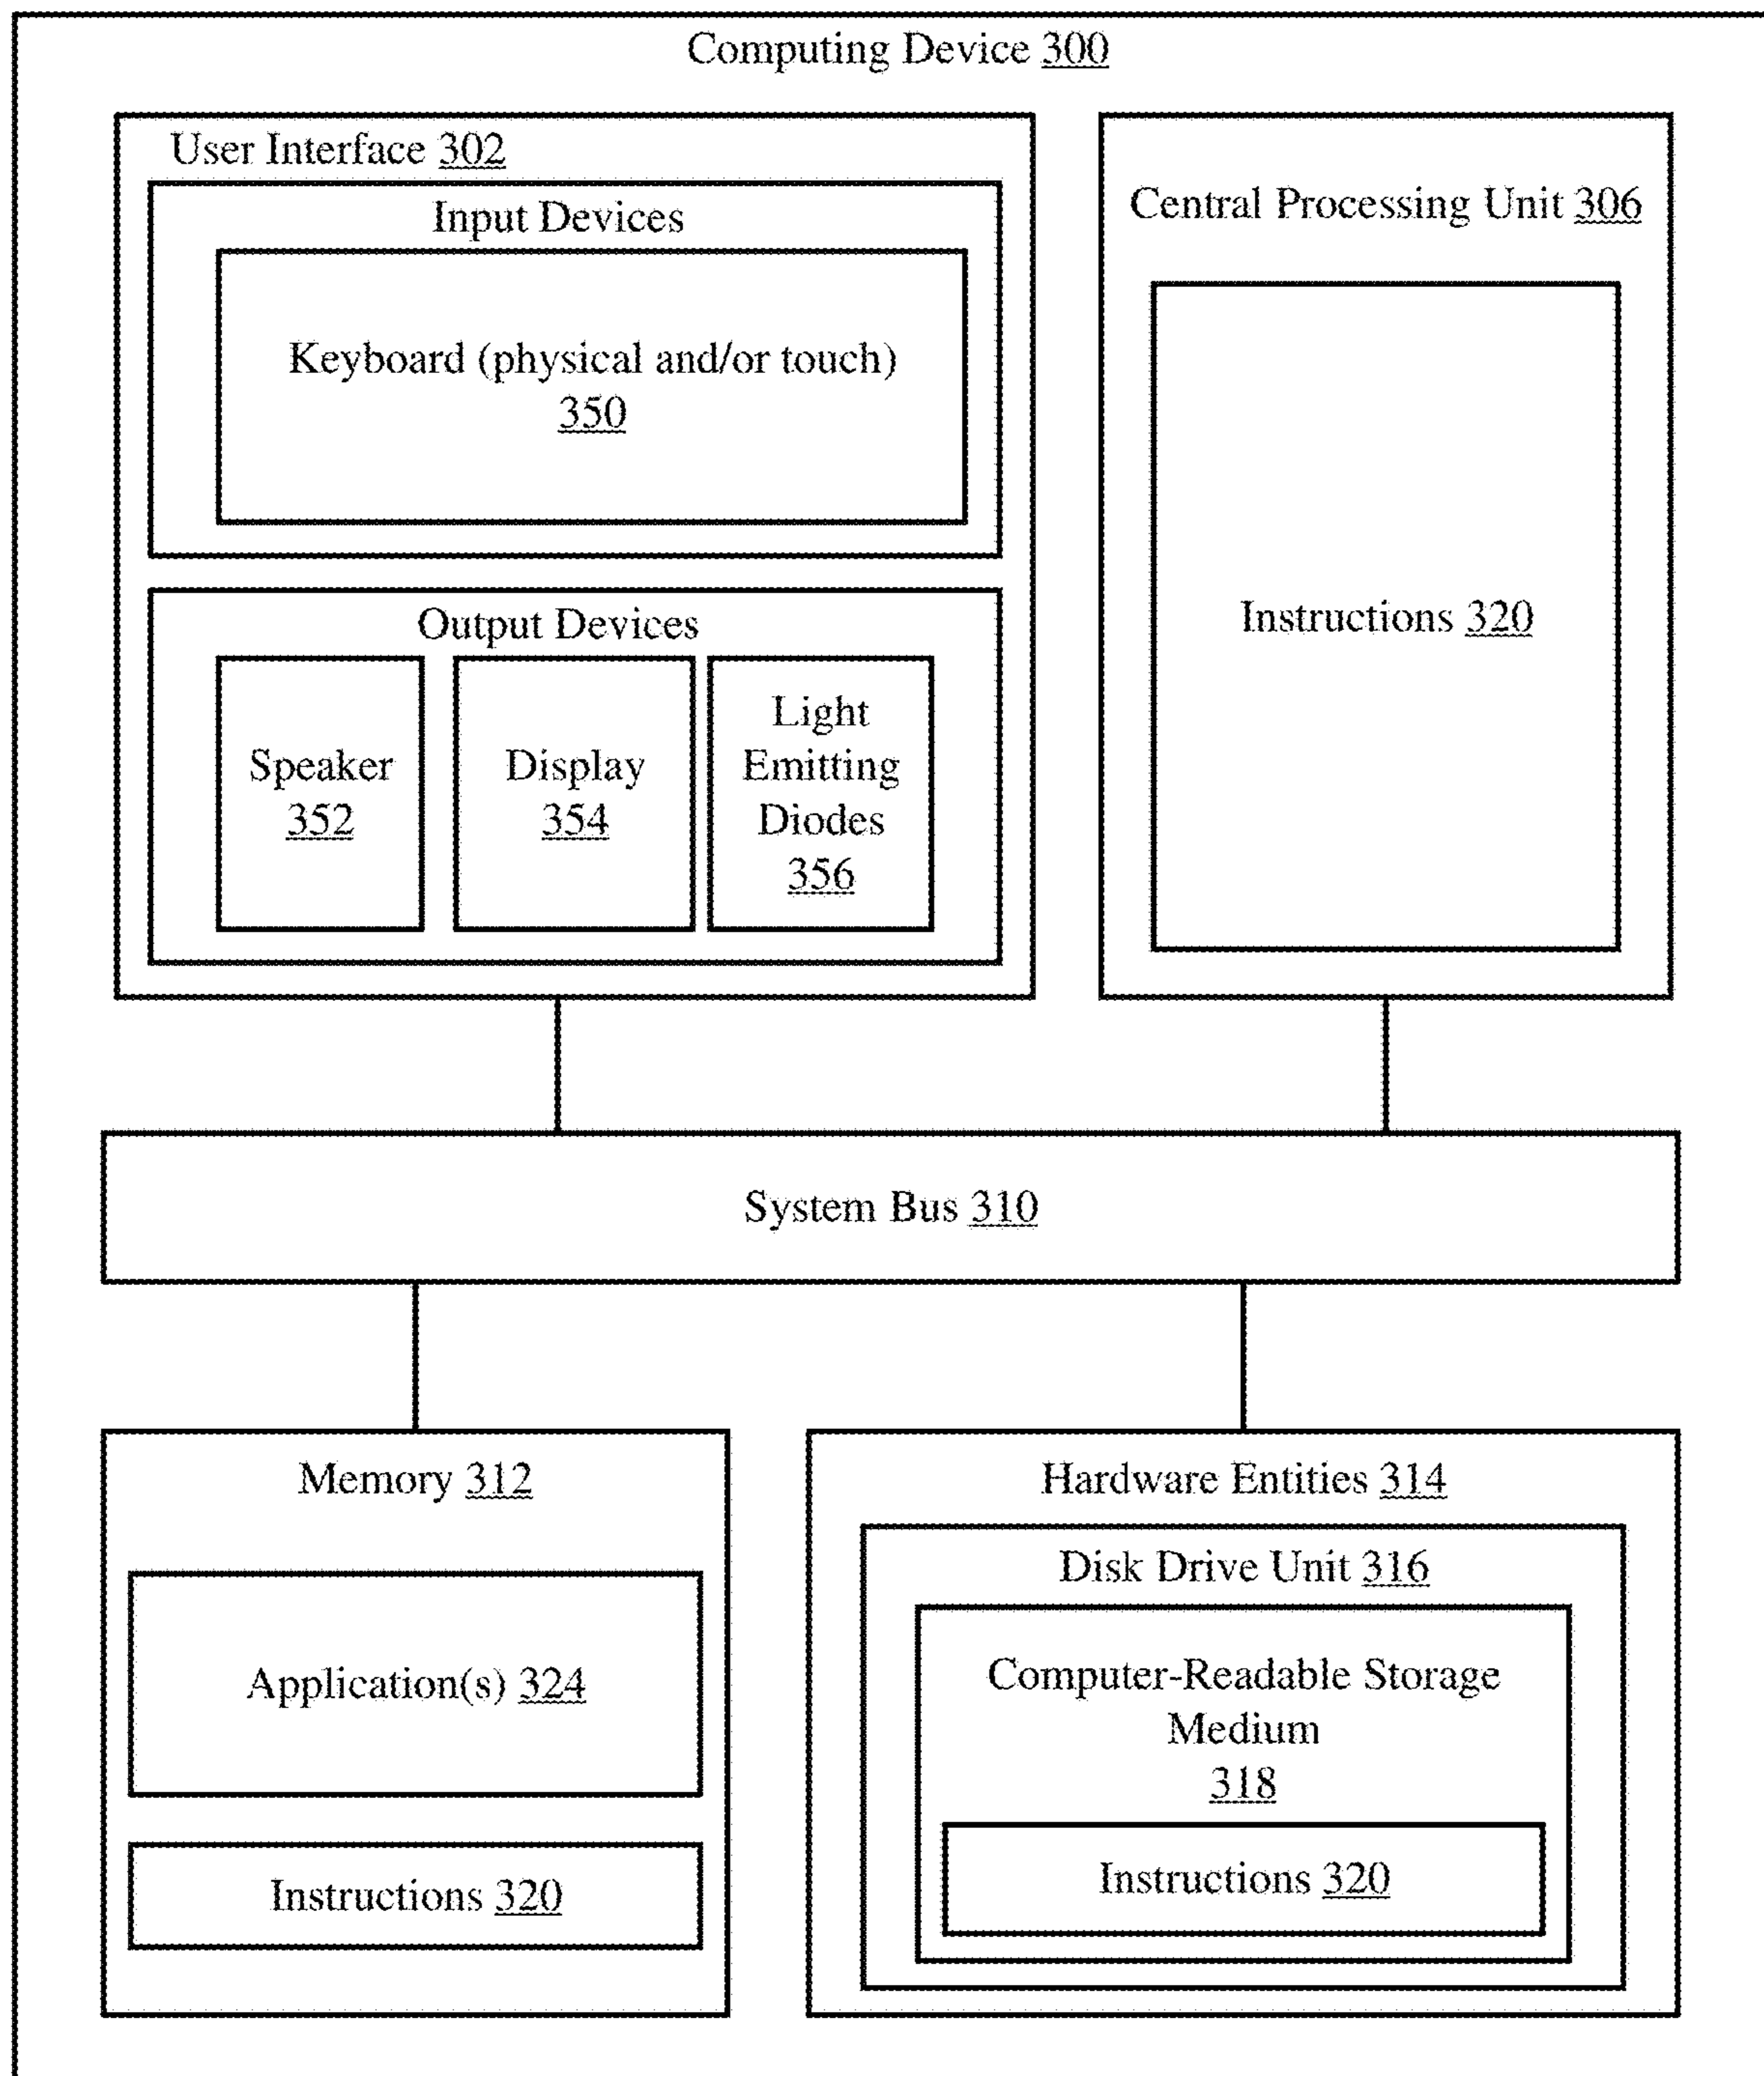 Computing Device 300
User Interface 302
Input Devices
Keyboard (physical and/or touch)
350
Output Devices
Speaker
352
Display
354
Light
Emitting
Diodes
356
Central Processing Unit 306
Instructions 320
System Bus 310
Memory 312
Application(s) 324
Instructions 320
Hardware Entities 314
Disk Drive Unit 316
Computer-Readable Storage
Medium
318
Instructions 320